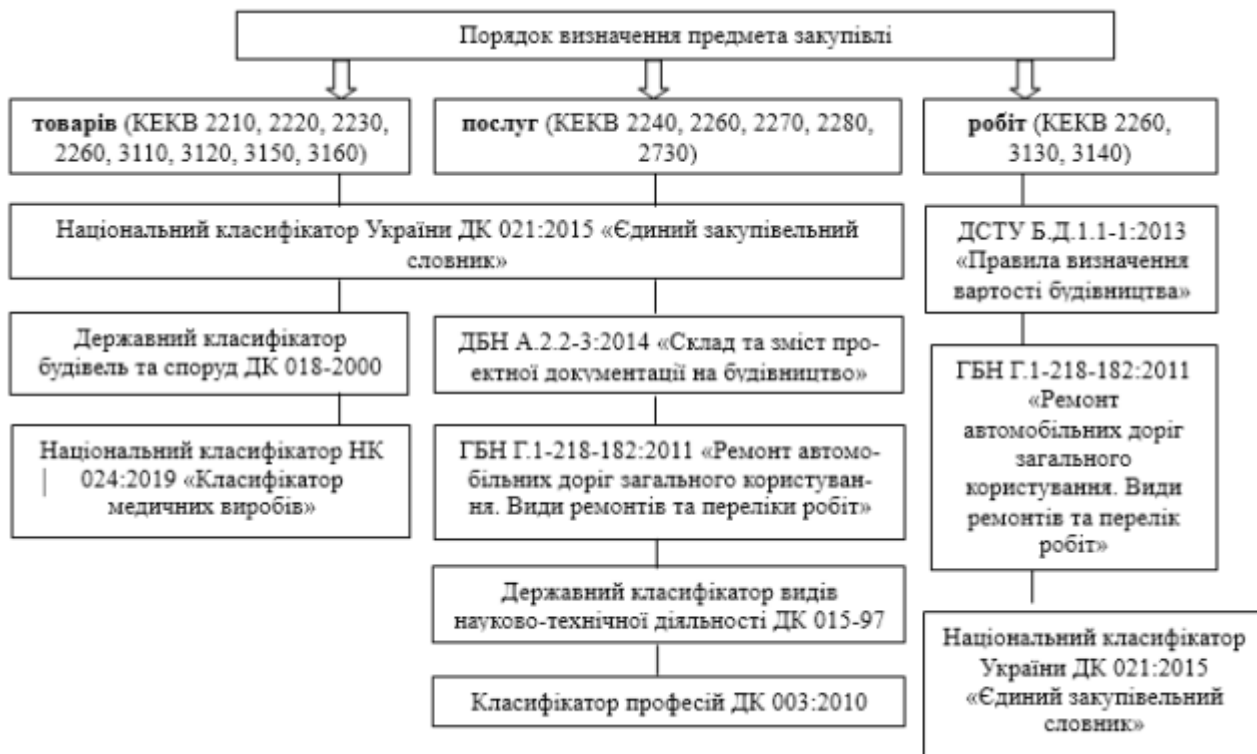 Порядок визначення предмета закупівлі
товарів (КЕКВ 2210, 2220, 2230,
2260, 3110, 3120, 3150, 3160)
послуг (КЕКВ 2240, 2260, 2270, 2280,
2730)
робіт (КЕКВ 2260,
3130, 3140)
Національний класифікатор України ДК 021:2015 «Єдиний закупівельний
словник»
Державний класифікатор
будівель та споруд ДК 018-2000
Національний класифікатор НК
024:2019 «Класифікатор
медичних виробів»
ДБН А.2.2-3:2014 «Склад та зміст про-
ектної документації на будівництво»
ГБН Г.1-218-182:2011 «Ремонт автомо-
більних доріг загального користуван-
ня. Види ремонтів та переліки робіт»
Державний класифікатор видів
науково-технічної діяльності ДК 015-97
Класифікатор професій ДК 003:2010
ДСТУ Б.Д.1.1-1:2013
«Правила визначення
вартості будівництва»
ГБН Г.1-218-182:2011
«Ремонт
автомобільних доріг
загального
користування. Види
ремонтів та перелік
робіт»
Національний класифікатор
України ДК 021:2015
«Єдиний закупівельний
словник»